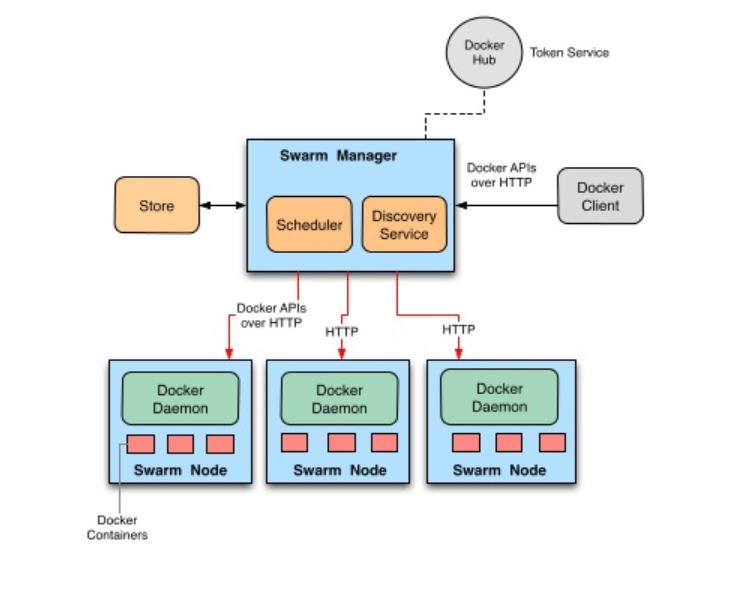 Docker
Hub
Token Service
Swarm Manager
Docker APIs
over HTTP
Docker
Client
Store
Scheduler
Discovery
Service
Docker APIs
over HTTP
HTTP
HTTP
Docker
Daemon
Docker
Daemon
Docker
Daemon
Swarm Node
Swarm Node
Swarm Node
Docker
Containers